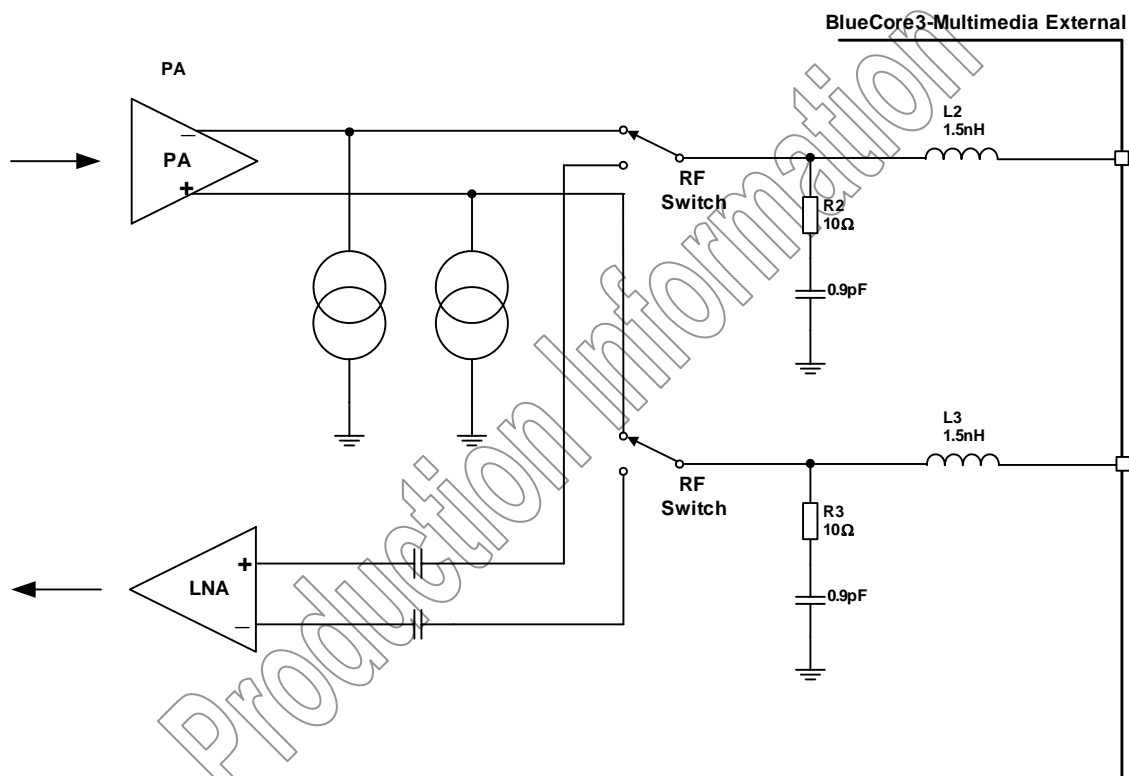 BlueCore3-Multimedia External
PA
PA
−
+
RF
Switch
L2
1.5nH
R2
10Ω
0.9pF
L3
1.5nH
RF
Switch
R3
10Ω
0.9pF
LNA
+
−
Production Information